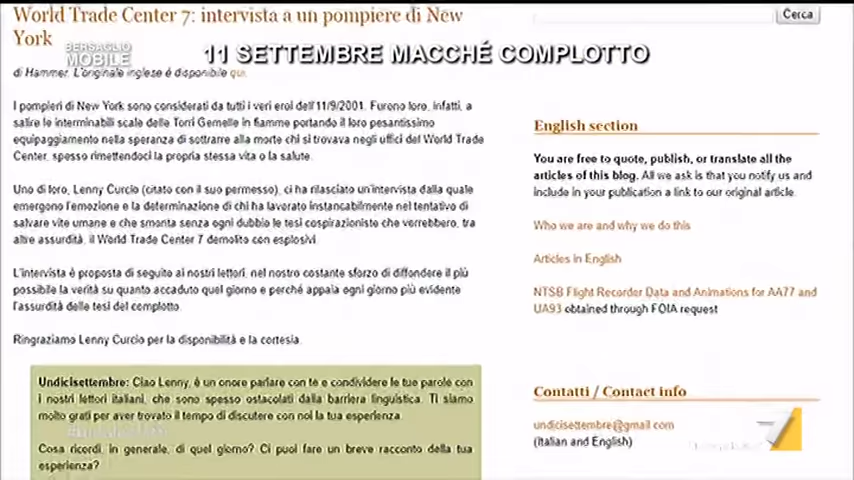 World Trade Center 7: intervista a un pompiere di New
York
Cerca
BERSAGLIO
MOBILE
11 SETTEMBRE MACCHÉ COMPLOTTO
di Hammer. L'originale inglese è disponibile qui.
I pompieri di New York sono considerati da tutti i veri eroi dell'11/9/2001. Furono loro, infatti, a
salire le interminabili scale delle Torri Gemelle in fiamme portando il loro pesantissimo
equipaggiamento nella speranza di sottrarre alla morte chi si trovava negli uffici del World Trade
Center, spesso rimettendoci la propria stessa vita o la salute.
Uno di loro, Lenny Curcio (citato con il suo permesso), ci ha rilasciato un'intervista dalla quale
emergono l'emozione e la determinazione di chi ha lavorato instancabilmente nel tentativo di
salvare vite umane e che smonta senza ogni dubbio le tesi cospirazioniste che vorrebbero, tra
altre assurdità, il World Trade Center 7 demolito con esplosivi.
L'intervista è proposta di seguito ai nostri lettori, nel nostro costante sforzo di diffondere il più
possibile la verità su quanto accaduto quel giorno e perché appaia ogni giorno più evidente
l'assurdità delle tesi del complotto.
Ringraziamo Lenny Curcio per la disponibilità e la cortesia.
Undicisettembre: Ciao Lenny, è un onore parlare con te e condividere le tue parole con
i nostri lettori italiani, che sono spesso ostacolati dalla barriera linguistica. Ti siamo
molto grati per aver trovato il tempo di discutere con noi la tua esperienza.
Cosa ricordi, in generale, di quel giorno? Ci puoi fare un breve racconto della tua
esperienza?
English section
You are free to quote, publish, or translate all the
articles of this blog. All we ask is that you notify us and
include in your publication a link to our original article.
Who we are and why we do this
Articles in English
NTSB Flight Recorder Data and Animations for AA77 and
UA93 obtained through FOIA request
Contatti / Contact info
undicisettembre@gmail.com
(Italian and English)